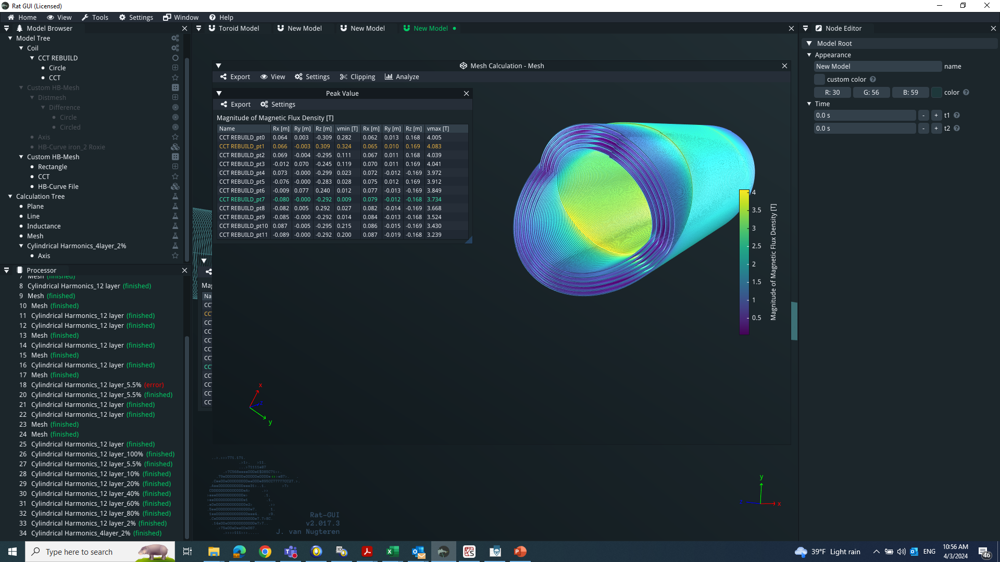 Rat GUI (Licensed)
Home View Tools Settings Window Help
Model Browser
Model Tree
Coil
CCT REBUILD
Circle
CCT
Custom HB-Mesh
Distmesh
Difference
Circle
Circled
Axis
HB-Curve iron_2 Roxie
Custom HB-Mesh
Rectangle
CCT
HB-Curve File
Calculation Tree
Plane
Line
Inductance
Mesh
Cylindrical Harmonics_4layer_2%
Axis
Processor
7 Mesh (finished)
8 Cylindrical Harmonics_12 layer (finished)
9 Mesh (finished)
10 Mesh (finished)
11 Cylindrical Harmonics_12 layer (finished)
12 Cylindrical Harmonics_12 layer (finished)
13 Mesh (finished)
14 Cylindrical Harmonics_12 layer (finished)
15 Mesh (finished)
16 Cylindrical Harmonics_12 layer (finished)
17 Mesh (finished)
18 Cylindrical Harmonics_12 layer_5.5% (error)
20 Cylindrical Harmonics_12 layer_5.5% (finished)
21 Cylindrical Harmonics_12 layer (finished)
22 Cylindrical Harmonics_12 layer (finished)
23 Mesh (finished)
24 Mesh (finished)
25 Cylindrical Harmonics_12 layer (finished)
26 Cylindrical Harmonics_12 layer_100% (finished)
27 Cylindrical Harmonics_12 layer_5.5% (finished)
28 Cylindrical Harmonics_12 layer_10% (finished)
29 Cylindrical Harmonics_12 layer_20% (finished)
30 Cylindrical Harmonics_12 layer_40% (finished)
31 Cylindrical Harmonics_12 layer_60% (finished)
32 Cylindrical Harmonics_12 layer_80% (finished)
33 Cylindrical Harmonics_12 layer_2% (finished)
34 Cylindrical Harmonics_4layer_2% (finished)
Toroid Model New Model New Model New Model
Mesh Calculation - Mesh
Export View Settings Clipping Analyze
Peak Value
Export Settings
Magnitude of Magnetic Flux Density [T]
Name Rx [m] Ry [m] Rz [m] vmin [T] Rx [m] Ry [m] Rz [m] vmax [T]
CCT REBUILD_pt0 0.064 0.003 -0.309 0.282 0.062 0.013 0.168 4.005
CCT REBUILD_pt1 0.066 -0.003 0.309 0.324 0.065 0.010 0.169 4.083
CCT REBUILD_pt2 0.069 -0.004 -0.295 0.111 0.067 0.011 0.168 4.039
CCT REBUILD_pt3 -0.012 0.070 -0.245 0.119 0.070 0.011 0.169 4.041
CCT REBUILD_pt4 0.073 -0.000 -0.299 0.023 0.072 -0.012 -0.169 3.972
CCT REBUILD_pt5 -0.076 -0.000 -0.283 0.028 0.075 0.012 0.169 3.912
CCT REBUILD_pt6 -0.009 0.077 0.240 0.012 0.077 -0.013 -0.169 3.849
CCT REBUILD_pt7 -0.080 -0.000 -0.292 0.009 0.079 -0.012 -0.168 3.734
CCT REBUILD_pt8 -0.082 0.005 0.292 0.027 0.082 -0.014 -0.169 3.668
CCT REBUILD_pt9 -0.085 -0.000 -0.292 0.014 0.084 -0.013 -0.168 3.524
CCT REBUILD_pt10 0.087 -0.005 -0.295 0.215 0.086 -0.015 -0.169 3.430
CCT REBUILD_pt11 -0.089 -0.000 -0.292 0.200 0.087 -0.019 -0.168 3.239
Mag
Na
CCT
CCT
CCT
CCT
CCT
CCT
CCT
CCT
CCT
CCT
CCT
CCT
4
3.5
3
2.5
2
1.5
1
0.5
Magnitude of Magnetic Flux Density [T]
x
y
y
x
Rat-GUI
v2.017.3
J. van Nugteren
Node Editor
Model Root
Appearance
New Model name
custom color ?
R: 30 G: 56 B: 59 color ?
Time
0.0 s - + t1 ?
0.0 s - + t2 ?
Type here to search
39°F Light rain
ENG
10:56 AM
4/3/2024
46